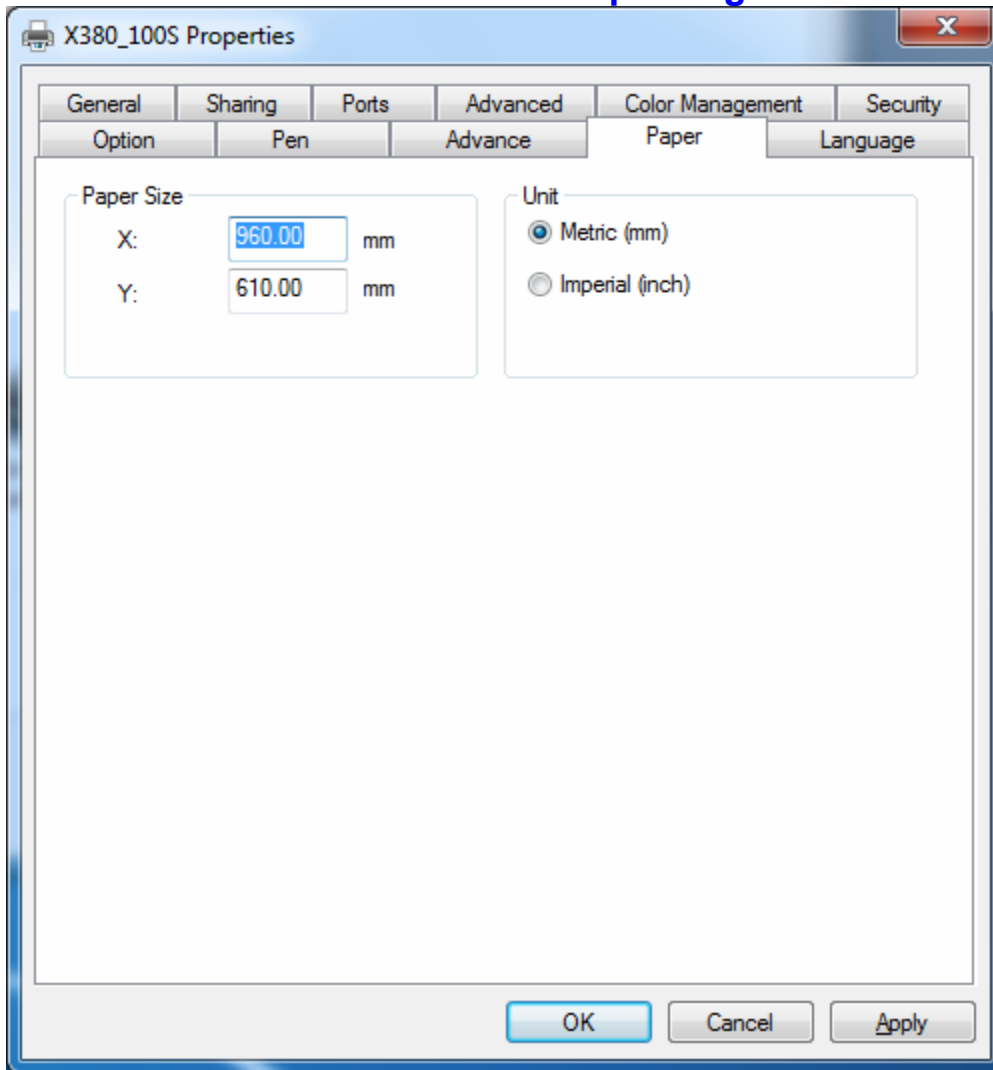 X380_100S Properties
X
General Sharing Ports Advanced Color Management Security
Option Pen Advance Paper Language
Paper Size
X: 960.00 mm
Y: 610.00 mm
Unit
Metric (mm)
Imperial (inch)
OK Cancel Apply